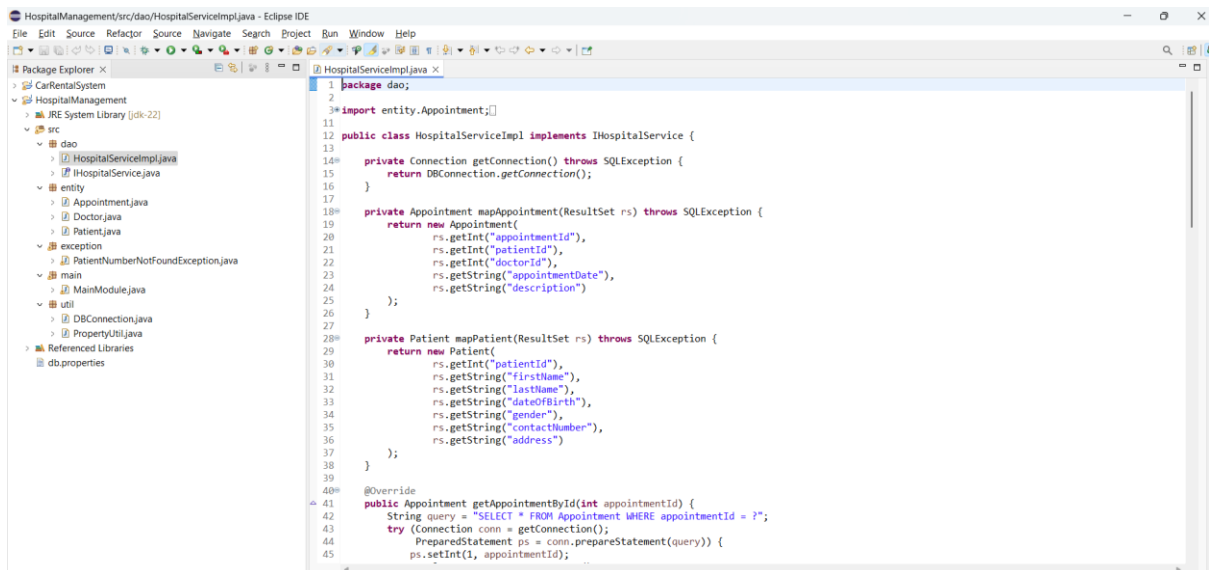 HospitalManagement/src/dao/HospitalServiceImpl.java - Eclipse IDE
File Edit Source Refactor Source Navigate Search Project Run Window Help
Package Explorer
CarRentalSystem
HospitalManagement
JRE System Library [jdk-22]
src
dao
HospitalServiceImpl.java
IHospitalService.java
entity
Appointment.java
Doctor.java
Patient.java
exception
PatientNumberNotFoundException.java
main
MainModule.java
util
DBConnection.java
PropertyUtil.java
Referenced Libraries
db.properties
HospitalServiceImpl.java
1 package dao;
2
3 import entity.Appointment;
11
12 public class HospitalServiceImpl implements IHospitalService {
13
14 private Connection getConnection() throws SQLException {
15 return DBConnection.getConnection();
16 }
17
18 private Appointment mapAppointment(ResultSet rs) throws SQLException {
19 return new Appointment(
20 rs.getInt("appointmentId"),
21 rs.getInt("patientId"),
22 rs.getInt("doctorId"),
23 rs.getString("appointmentDate"),
24 rs.getString("description")
25 );
26 }
27
28 private Patient mapPatient(ResultSet rs) throws SQLException {
29 return new Patient(
30 rs.getInt("patientId"),
31 rs.getString("firstName"),
32 rs.getString("lastName"),
33 rs.getString("dateOfBirth"),
34 rs.getString("gender"),
35 rs.getString("contactNumber"),
36 rs.getString("address")
37 );
38 }
39
40 @Override
41 public Appointment getAppointmentById(int appointmentId) {
42 String query = "SELECT * FROM Appointment WHERE appointmentId = ?";
43 try (Connection conn = getConnection();
44 PreparedStatement ps = conn.prepareStatement(query)) {
45 ps.setInt(1, appointmentId);